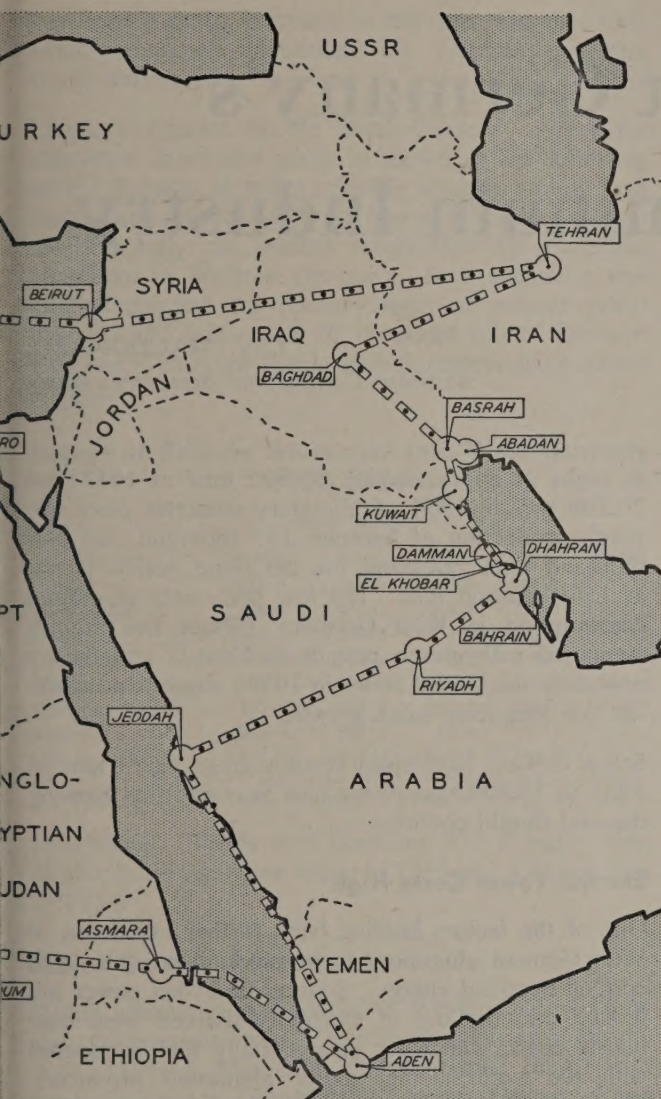 USSR
URKEY
TEHRAN
BEIRUT
SYRIA
IRAQ
IRAN
BAGHDAD
JORDAN
BASRAH
RO
ABADAN
KUWAIT
DAMMAN
DHAHRAN
EL KHOBAR
PT
SAUDI
BAHRAIN
RIYADH
JEDDAH
NGLO-
ARABIA
YPTIAN
UDAN
ASMARA
YEMEN
UM
ETHIOPIA
ADEN